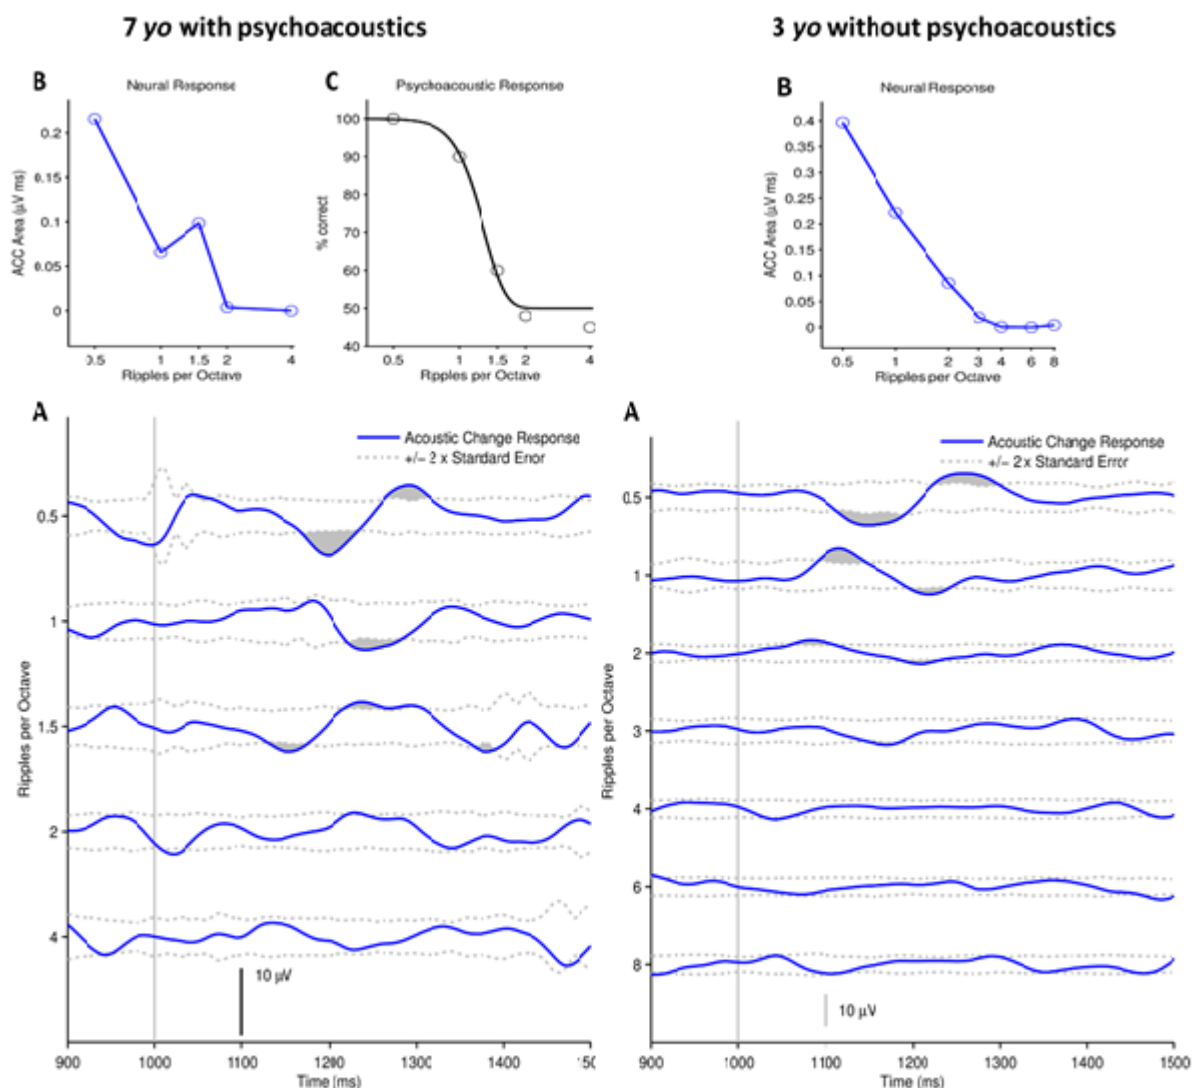 7 yo with psychoacoustics
3 yo without psychoacoustics
B
Neural Response
ACC Area (µV ms)
0.2
0.15
0.1
0.05
0
0.5
1
1.5
2
4
Ripples per Octave
C
Psychoacoustic Response
% correct
100
90
80
70
60
50
40
0.5
1
1.5
2
4
Ripples per Octave
B
Neural Response
ACC Area (µV ms)
0.4
0.35
0.3
0.25
0.2
0.15
0.1
0.05
0
0.5
1
2
3
4
6
8
Ripples per Octave
A
Acoustic Change Response
+/− 2 x Standard Error
Ripples per Octave
0.5
1
1.5
2
4
10 µV
900
1000
1100
1200
1300
1400
1500
Time (ms)
A
Acoustic Change Response
+/− 2 x Standard Error
Ripples per Octave
0.5
1
2
3
4
6
8
10 µV
900
1000
1100
1200
1300
1400
1500
Time (ms)